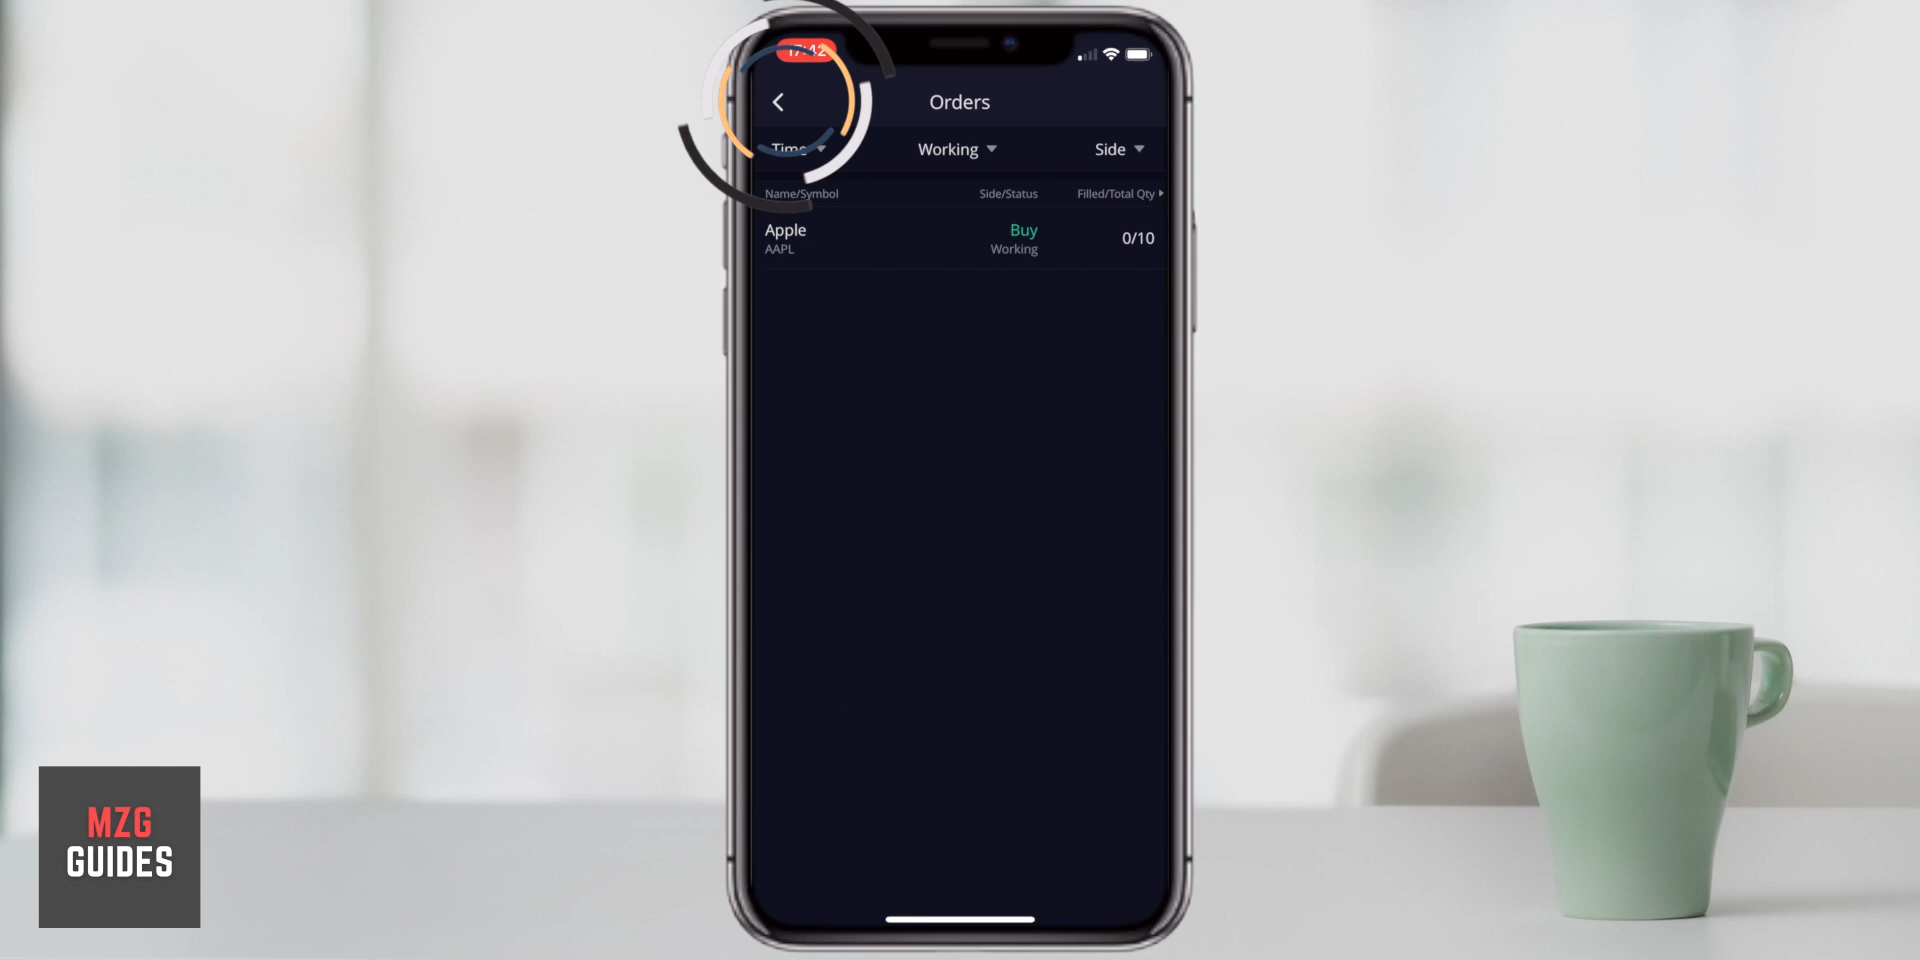 17:42
Orders
Time Working Side
Name/Symbol Side/Status Filled/Total Qty
Apple Buy 0/10
AAPL Working
MZG
GUIDES